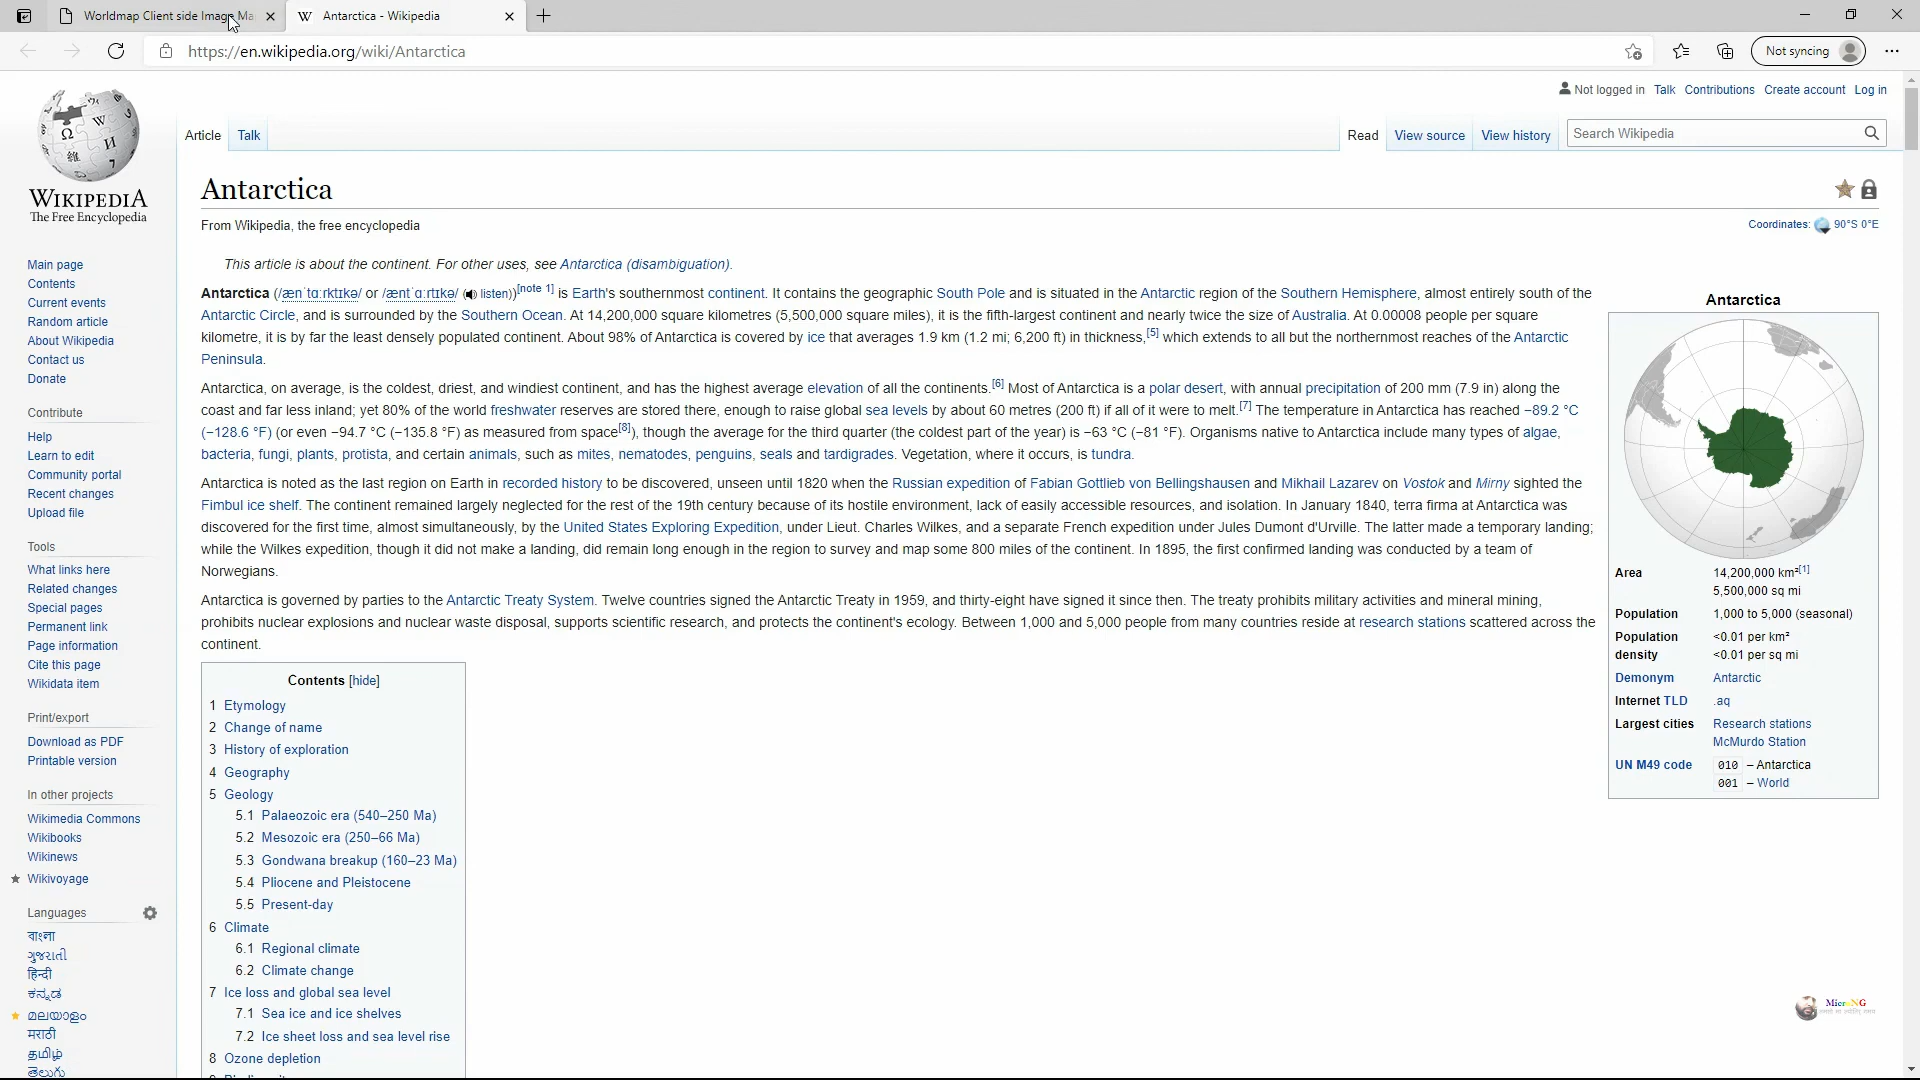 Worldmap Client side Image Ma
Antarctica - Wikipedia
https://en.wikipedia.org/wiki/Antarctica
Not syncing
Not logged in Talk Contributions Create account Log in
Article Talk
Read View source View history
Search Wikipedia
WIKIPEDIA
The Free Encyclopedia
Main page
Contents
Current events
Random article
About Wikipedia
Contact us
Donate
Contribute
Help
Learn to edit
Community portal
Recent changes
Upload file
Tools
What links here
Related changes
Special pages
Permanent link
Page information
Cite this page
Wikidata item
Print/export
Download as PDF
Printable version
In other projects
Wikimedia Commons
Wikibooks
Wikinews
Wikivoyage
Languages
বাংলা
ગુજરાતી
हिन्दी
ಕನ್ನಡ
മലയാളം
मराठी
தமிழ்
తెలుగు
Antarctica
From Wikipedia, the free encyclopedia
Coordinates: 90°S 0°E
This article is about the continent. For other uses, see Antarctica (disambiguation).
Antarctica (/ænˈtɑːrktɪkə/ or /æntˈɑːrtɪkə/ (listen))[note 1] is Earth's southernmost continent. It contains the geographic South Pole and is situated in the Antarctic region of the Southern Hemisphere, almost entirely south of the
Antarctic Circle, and is surrounded by the Southern Ocean. At 14,200,000 square kilometres (5,500,000 square miles), it is the fifth-largest continent and nearly twice the size of Australia. At 0.00008 people per square
kilometre, it is by far the least densely populated continent. About 98% of Antarctica is covered by ice that averages 1.9 km (1.2 mi; 6,200 ft) in thickness,[5] which extends to all but the northernmost reaches of the Antarctic
Peninsula.
Antarctica, on average, is the coldest, driest, and windiest continent, and has the highest average elevation of all the continents.[6] Most of Antarctica is a polar desert, with annual precipitation of 200 mm (7.9 in) along the
coast and far less inland; yet 80% of the world freshwater reserves are stored there, enough to raise global sea levels by about 60 metres (200 ft) if all of it were to melt.[7] The temperature in Antarctica has reached −89.2 °C
(−128.6 °F) (or even −94.7 °C (−135.8 °F) as measured from space[8]), though the average for the third quarter (the coldest part of the year) is −63 °C (−81 °F). Organisms native to Antarctica include many types of algae,
bacteria, fungi, plants, protista, and certain animals, such as mites, nematodes, penguins, seals and tardigrades. Vegetation, where it occurs, is tundra.
Antarctica is noted as the last region on Earth in recorded history to be discovered, unseen until 1820 when the Russian expedition of Fabian Gottlieb von Bellingshausen and Mikhail Lazarev on Vostok and Mirny sighted the
Fimbul ice shelf. The continent remained largely neglected for the rest of the 19th century because of its hostile environment, lack of easily accessible resources, and isolation. In January 1840, terra firma at Antarctica was
discovered for the first time, almost simultaneously, by the United States Exploring Expedition, under Lieut. Charles Wilkes, and a separate French expedition under Jules Dumont d'Urville. The latter made a temporary landing;
while the Wilkes expedition, though it did not make a landing, did remain long enough in the region to survey and map some 800 miles of the continent. In 1895, the first confirmed landing was conducted by a team of
Norwegians.
Antarctica is governed by parties to the Antarctic Treaty System. Twelve countries signed the Antarctic Treaty in 1959, and thirty-eight have signed it since then. The treaty prohibits military activities and mineral mining,
prohibits nuclear explosions and nuclear waste disposal, supports scientific research, and protects the continent's ecology. Between 1,000 and 5,000 people from many countries reside at research stations scattered across the
continent.
Contents [hide]
1 Etymology
2 Change of name
3 History of exploration
4 Geography
5 Geology
5.1 Palaeozoic era (540–250 Ma)
5.2 Mesozoic era (250–66 Ma)
5.3 Gondwana breakup (160–23 Ma)
5.4 Pliocene and Pleistocene
5.5 Present-day
6 Climate
6.1 Regional climate
6.2 Climate change
7 Ice loss and global sea level
7.1 Sea ice and ice shelves
7.2 Ice sheet loss and sea level rise
8 Ozone depletion
Antarctica
Area 14,200,000 km²[1]
5,500,000 sq mi
Population 1,000 to 5,000 (seasonal)
Population density <0.01 per km²
<0.01 per sq mi
Demonym Antarctic
Internet TLD .aq
Largest cities Research stations
McMurdo Station
UN M49 code 010 – Antarctica
001 – World
MicroNG